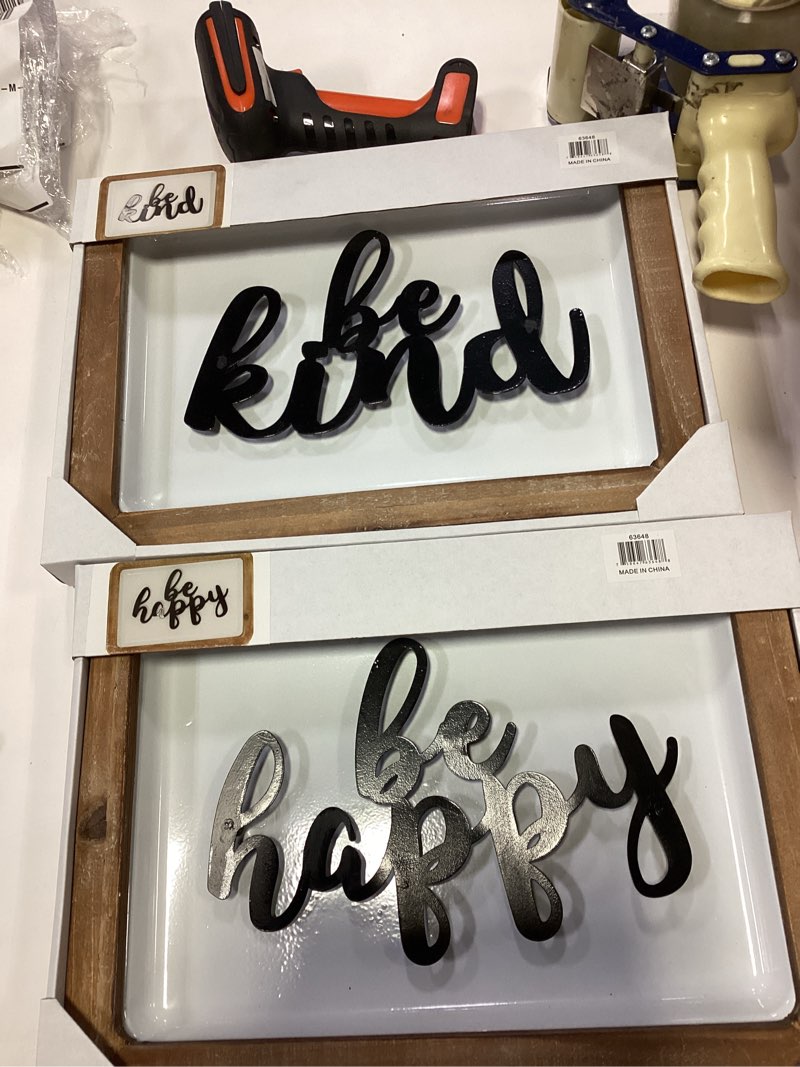 -M-
63648
MADE IN CHINA
be
kind
be
kind
63648
MADE IN CHINA
be
happy
be
happy